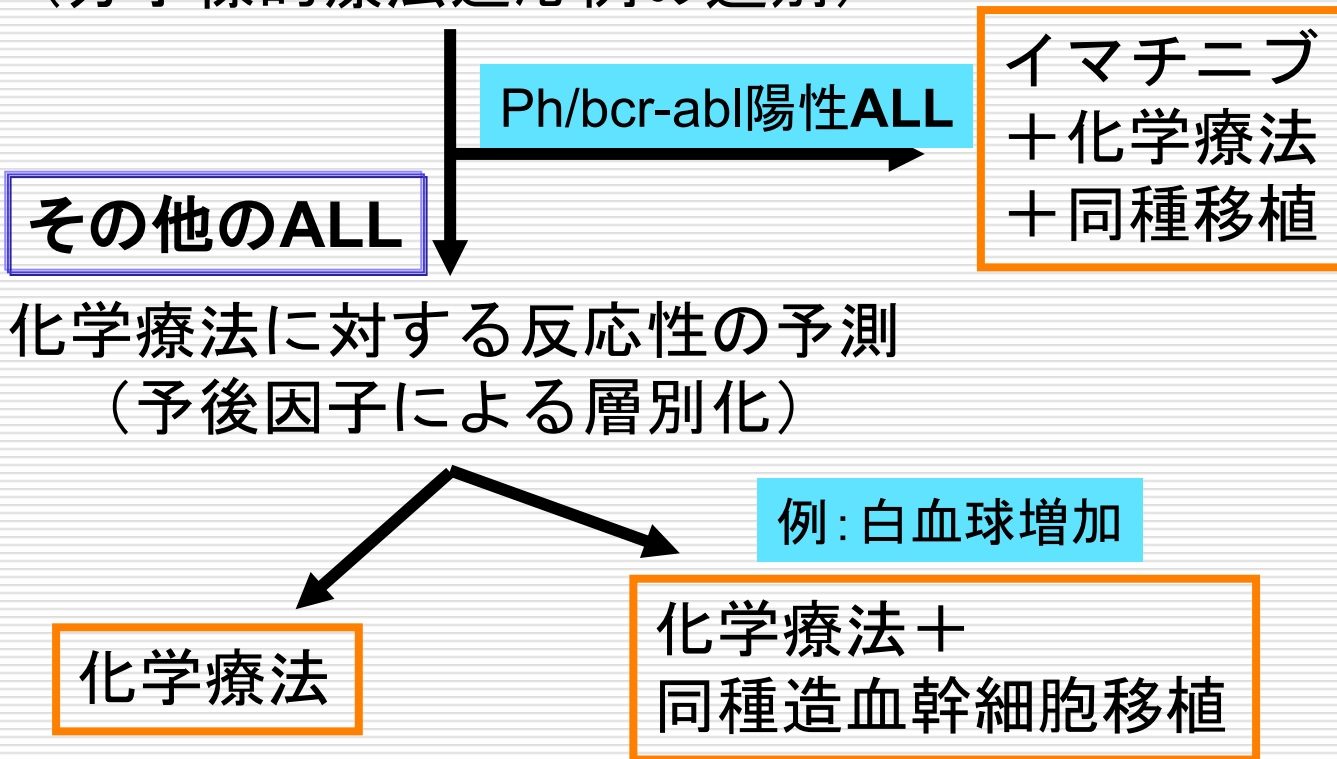 Ph/bcr-abl陽性ALL
イマチニブ
+化学療法
+同種移植
その他のALL
化学療法に対する反応性の予測
(予後因子による層別化)
例:白血球増加
化学療法
化学療法+
同種造血幹細胞移植